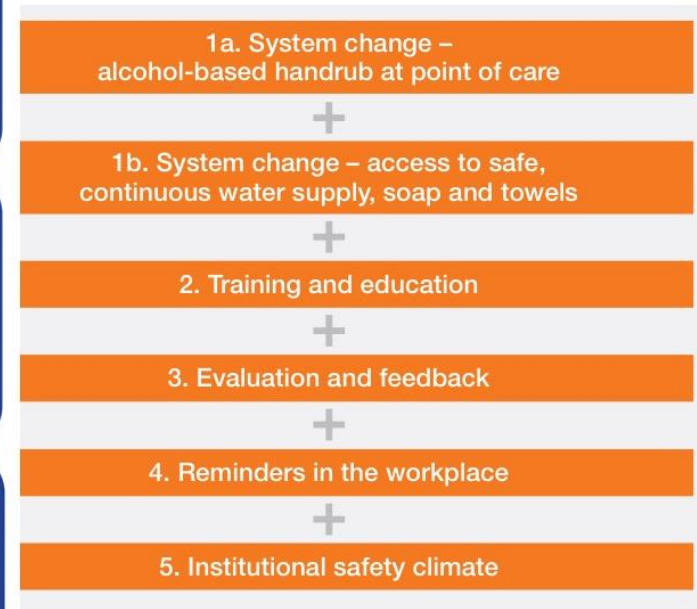 1a. System change –
alcohol-based handrub at point of care
+
1b. System change – access to safe,
continuous water supply, soap and towels
+
2. Training and education
+
3. Evaluation and feedback
+
4. Reminders in the workplace
+
5. Institutional safety climate